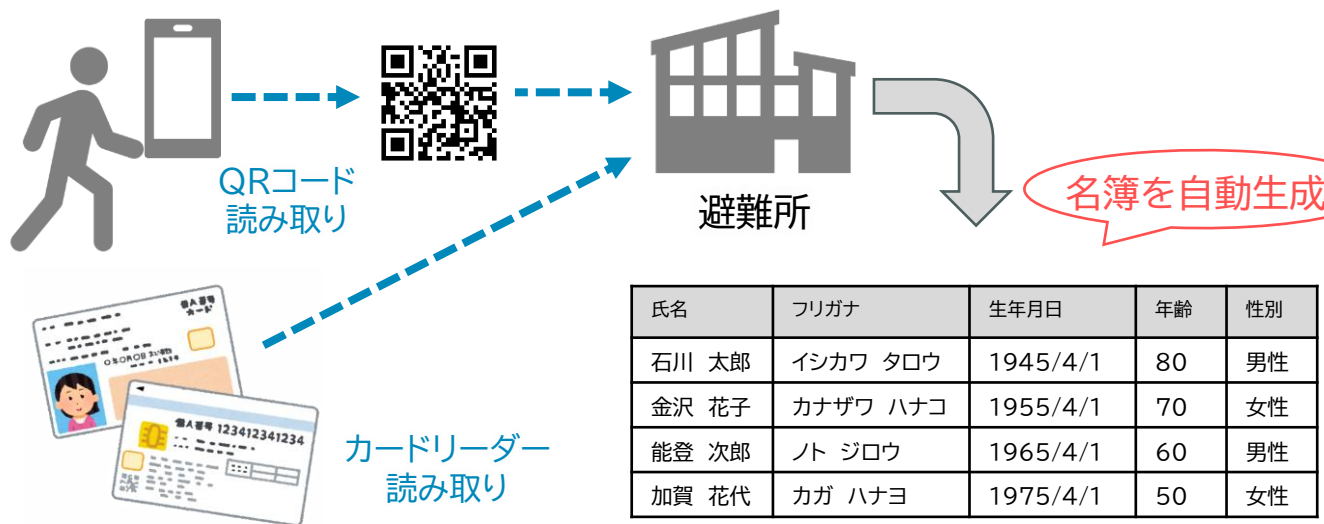 QRコード
読み取り
避難所
名簿を自動生成
個人番号
カード
個人番号 123412341234
カードリーダー
読み取り
氏名 フリガナ 生年月日 年齢 性別
石川 太郎 イシカワ タロウ 1945/4/1 80 男性
金沢 花子 カナザワ ハナコ 1955/4/1 70 女性
能登 次郎 ノト ジロウ 1965/4/1 60 男性
加賀 花代 カガ ハナヨ 1975/4/1 50 女性